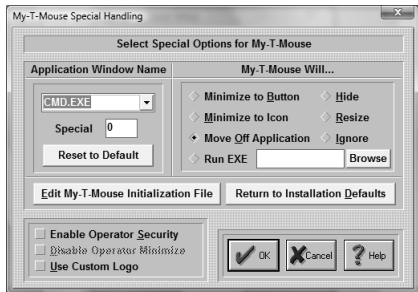 My-T-Mouse Special Handling
Select Special Options for My-T-Mouse
Application Window Name
My-T-Mouse Will...
CMD.EXE
Special 0
Reset to Default
Minimize to Button
Hide
Minimize to Icon
Resize
Move Off Application
Ignore
Run EXE
Browse
Edit My-T-Mouse Initialization File
Return to Installation Defaults
Enable Operator Security
Disable Operator Minimize
Use Custom Logo
OK
Cancel
Help